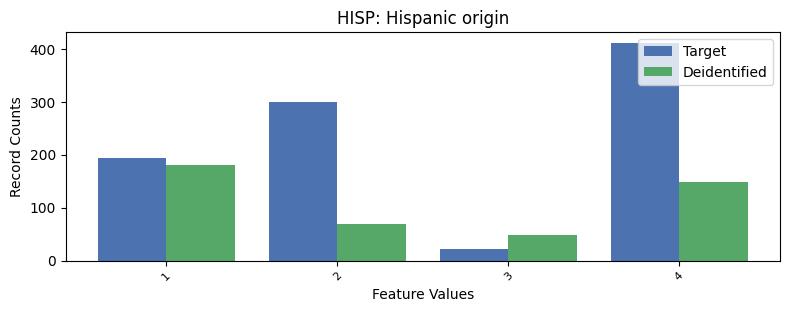 HISP: Hispanic origin
Target
Deidentified
Record Counts
400
300
200
100
0
1 2 3 4
Feature Values